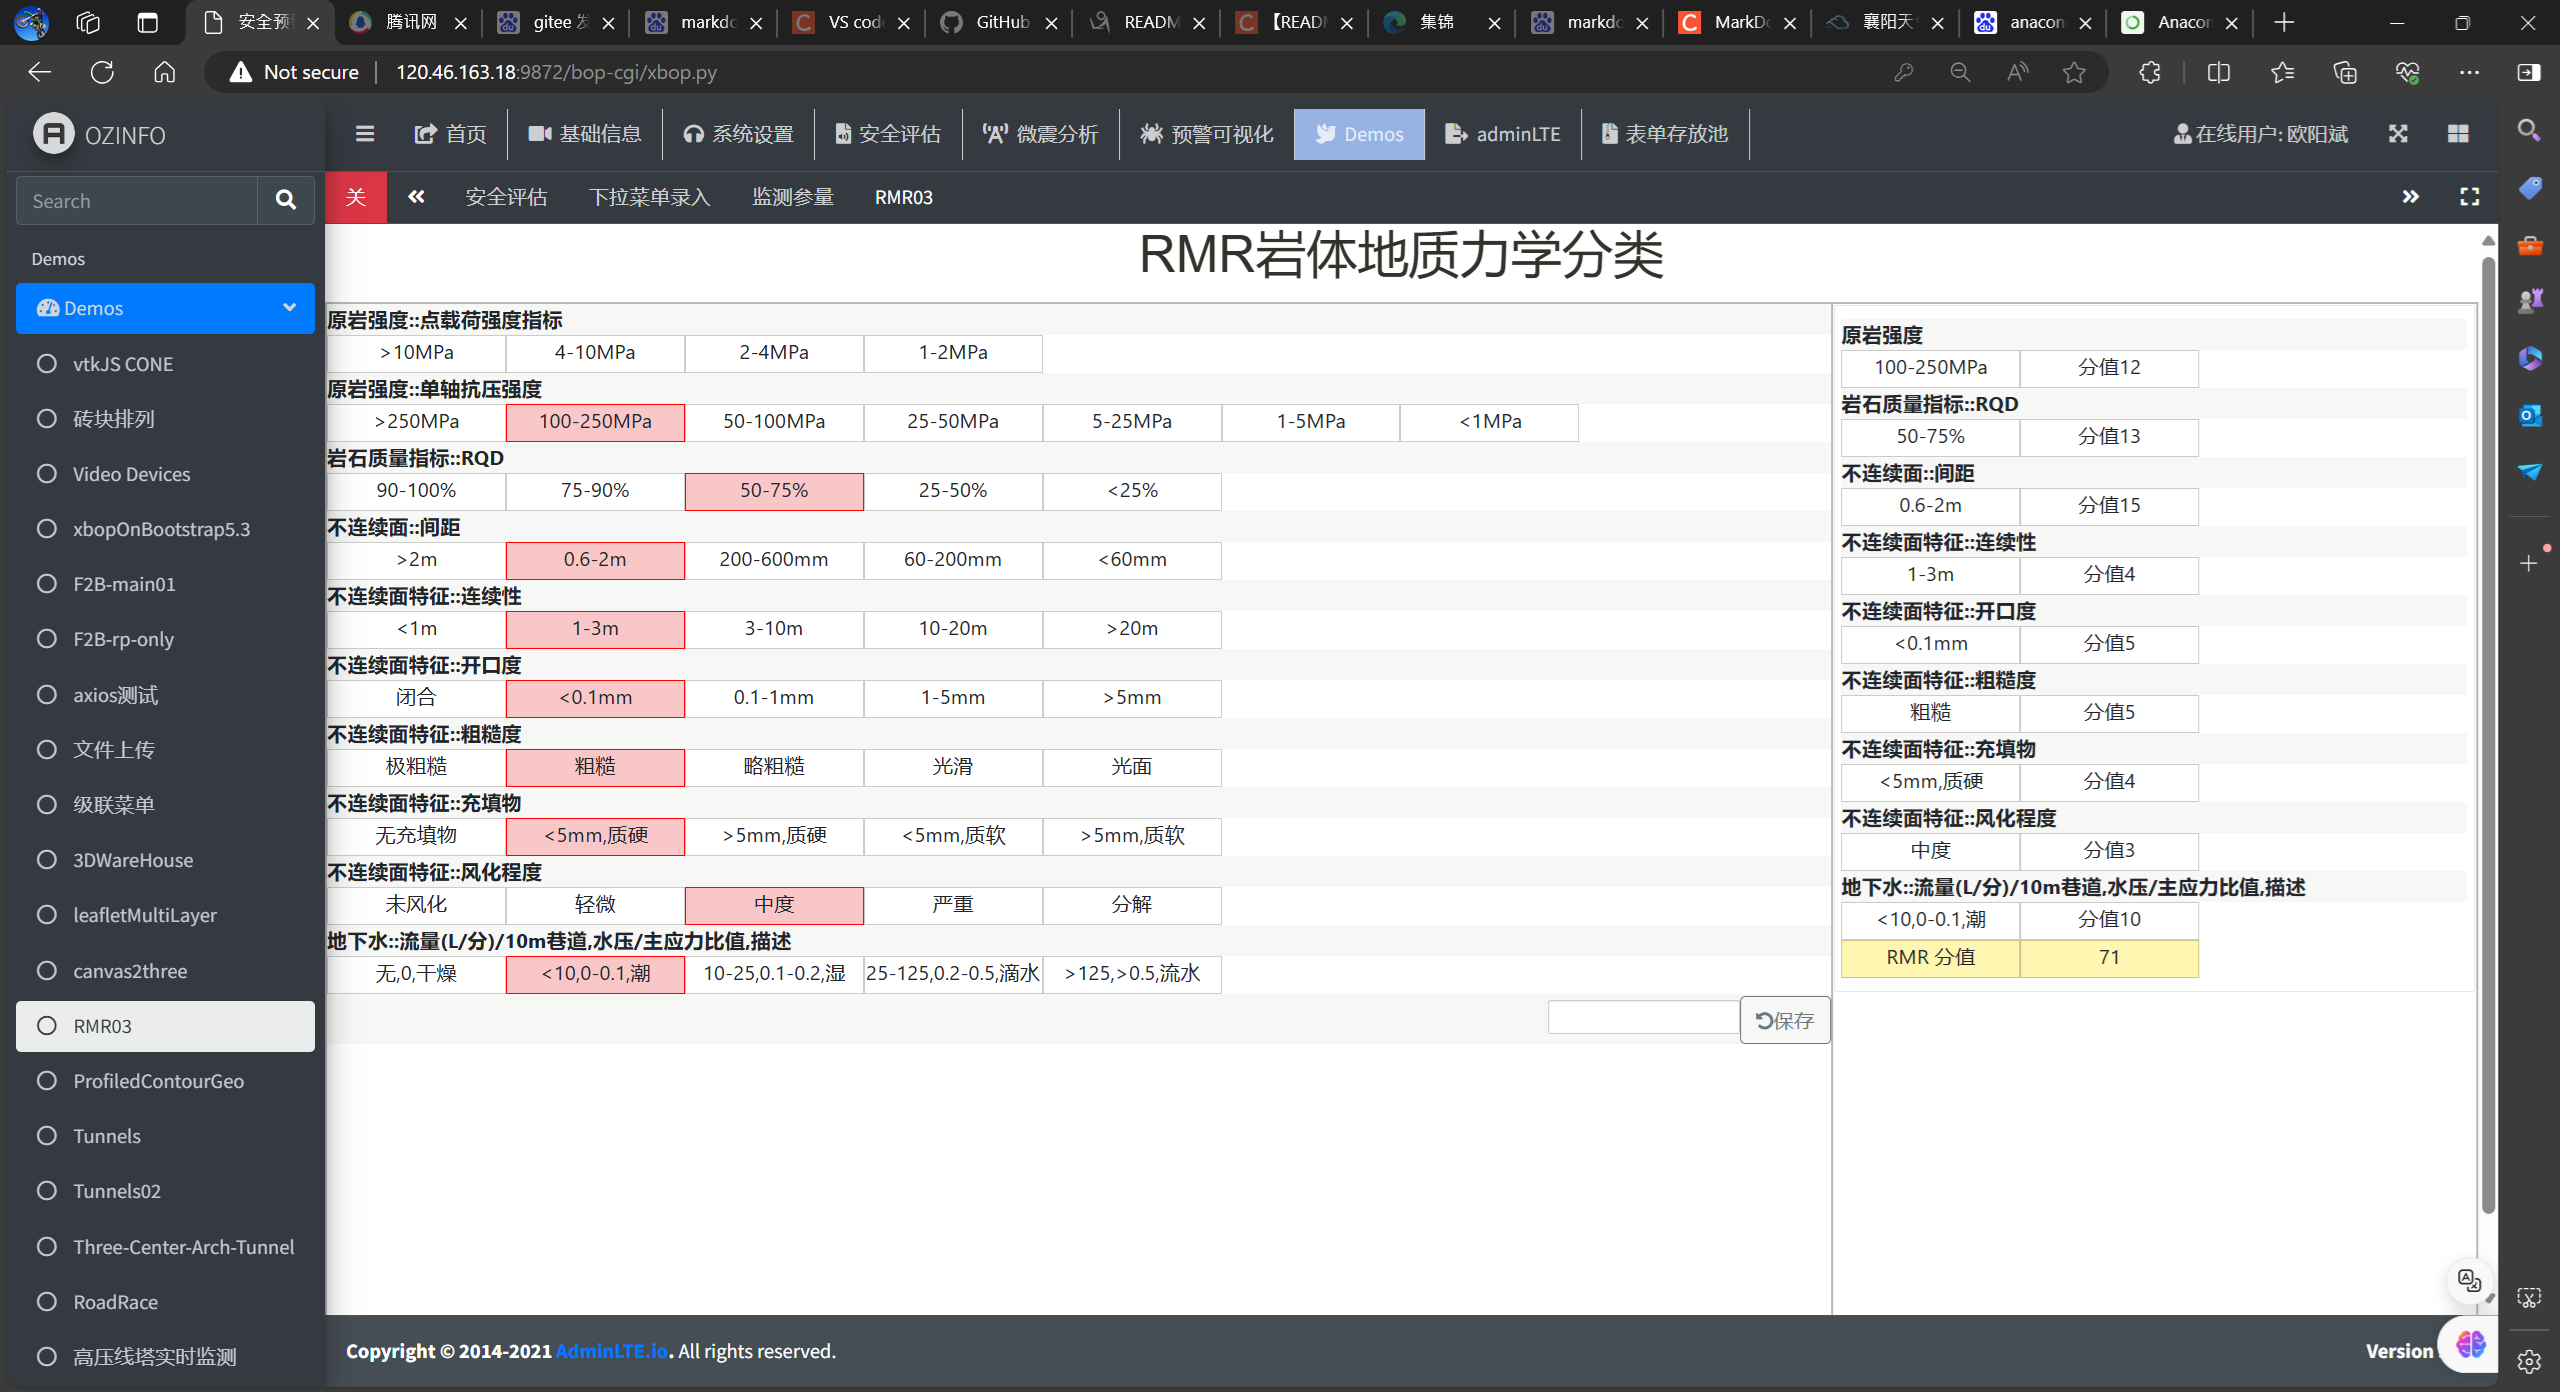 安全预
腾讯网
gitee 发
markdo
VS cod
GitHub
READM
【READ
集锦
markdo
MarkDo
襄阳天
anacon
Anacon
Not secure
120.46.163.18:9872/bop-cgi/xbop.py
OZINFO
首页
基础信息
系统设置
安全评估
微震分析
预警可视化
Demos
adminLTE
表单存放池
在线用户: 欧阳斌
Search
关
安全评估
下拉菜单录入
监测参量
RMR03
Demos
Demos
vtkJS CONE
砖块排列
Video Devices
xbopOnBootstrap5.3
F2B-main01
F2B-rp-only
axios测试
文件上传
级联菜单
3DWareHouse
leafletMultiLayer
canvas2three
RMR03
ProfiledContourGeo
Tunnels
Tunnels02
Three-Center-Arch-Tunnel
RoadRace
高压线塔实时监测
RMR岩体地质力学分类
原岩强度::点载荷强度指标
>10MPa 4-10MPa 2-4MPa 1-2MPa
原岩强度::单轴抗压强度
>250MPa 100-250MPa 50-100MPa 25-50MPa 5-25MPa 1-5MPa <1MPa
岩石质量指标::RQD
90-100% 75-90% 50-75% 25-50% <25%
不连续面::间距
>2m 0.6-2m 200-600mm 60-200mm <60mm
不连续面特征::连续性
<1m 1-3m 3-10m 10-20m >20m
不连续面特征::开口度
闭合 <0.1mm 0.1-1mm 1-5mm >5mm
不连续面特征::粗糙度
极粗糙 粗糙 略粗糙 光滑 光面
不连续面特征::充填物
无充填物 <5mm,质硬 >5mm,质硬 <5mm,质软 >5mm,质软
不连续面特征::风化程度
未风化 轻微 中度 严重 分解
地下水::流量(L/分)/10m巷道,水压/主应力比值,描述
无,0,干燥 <10,0-0.1,潮 10-25,0.1-0.2,湿 25-125,0.2-0.5,滴水 >125,>0.5,流水
保存
原岩强度
100-250MPa 分值12
岩石质量指标::RQD
50-75% 分值13
不连续面::间距
0.6-2m 分值15
不连续面特征::连续性
1-3m 分值4
不连续面特征::开口度
<0.1mm 分值5
不连续面特征::粗糙度
粗糙 分值5
不连续面特征::充填物
<5mm,质硬 分值4
不连续面特征::风化程度
中度 分值3
地下水::流量(L/分)/10m巷道,水压/主应力比值,描述
<10,0-0.1,潮 分值10
RMR 分值 71
Copyright © 2014-2021 AdminLTE.io. All rights reserved.
Version